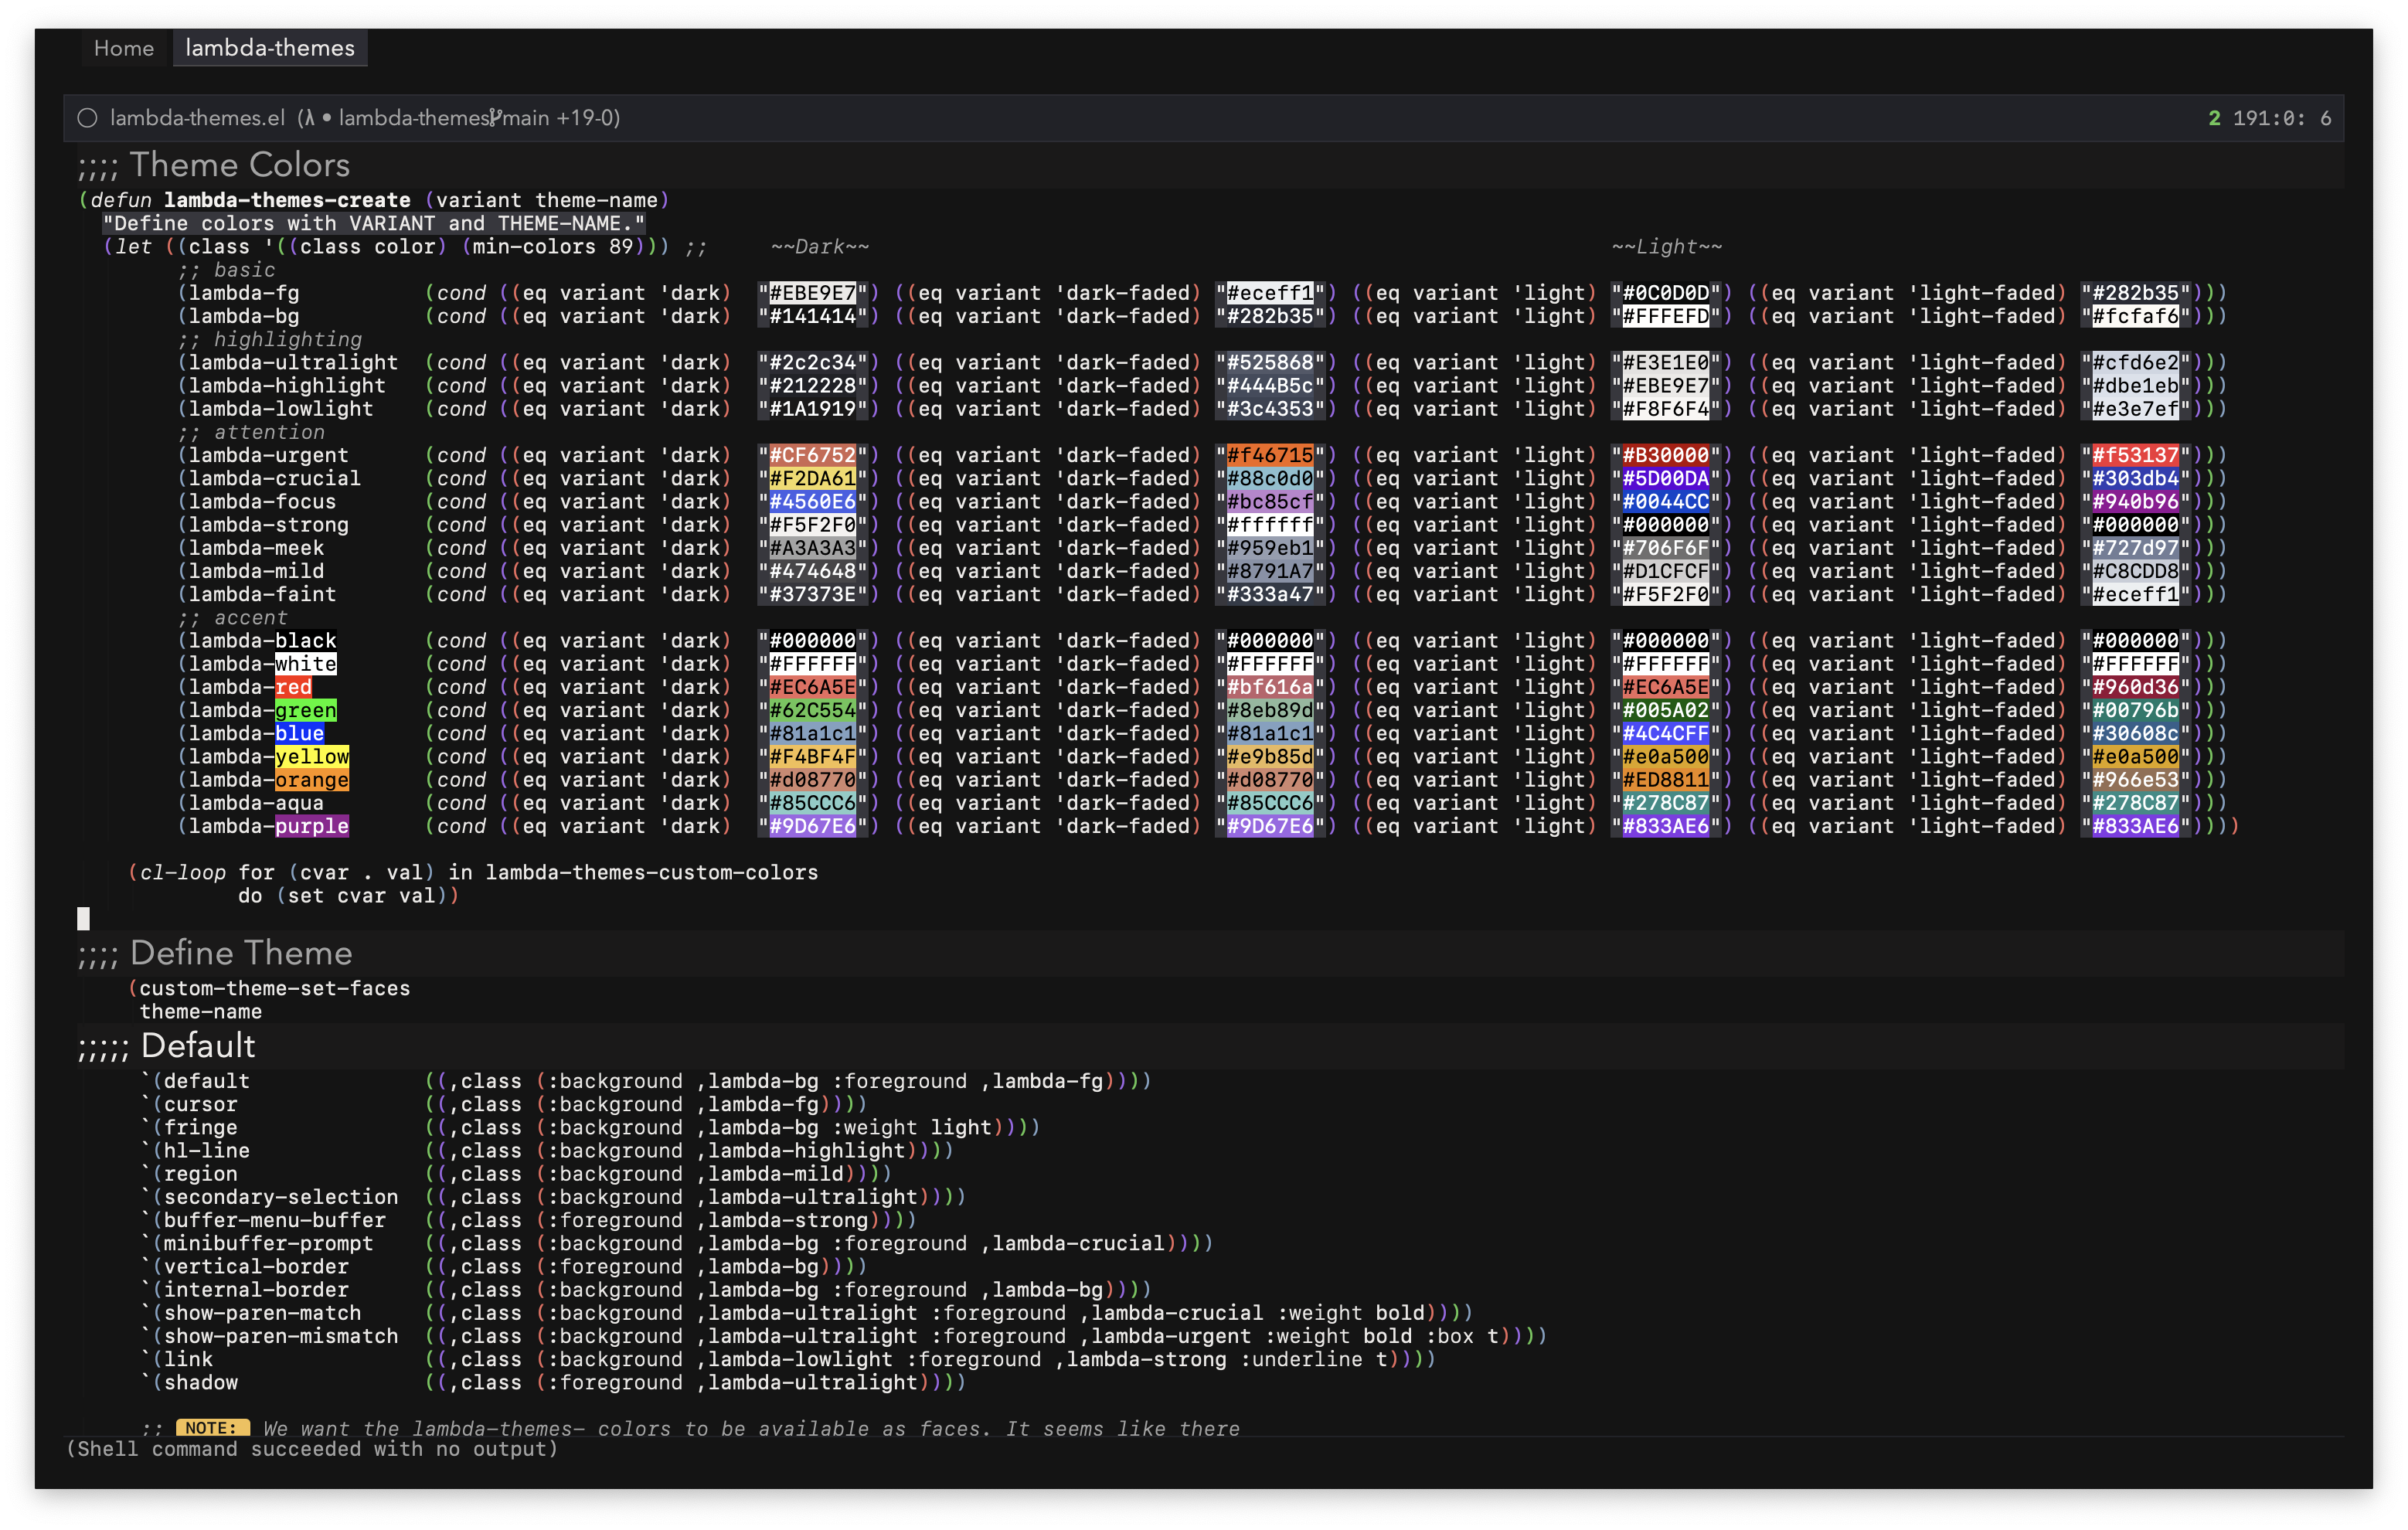 Home lambda-themes
lambda-themes.el (λ • lambda-themes main +19-0) 2 191:0: 6
;;;; Theme Colors
(defun lambda-themes-create (variant theme-name)
"Define colors with VARIANT and THEME-NAME."
(let ((class '((class color) (min-colors 89))) ;; ~~Dark~~ ~~Light~~
;; basic
(lambda-fg (cond ((eq variant 'dark) "#EBE9E7") ((eq variant 'dark-faded) "#eceff1") ((eq variant 'light) "#0C0D0D") ((eq variant 'light-faded) "#282b35")))
(lambda-bg (cond ((eq variant 'dark) "#141414") ((eq variant 'dark-faded) "#282b35") ((eq variant 'light) "#FFFEFD") ((eq variant 'light-faded) "#fcfaf6")))
;; highlighting
(lambda-ultralight (cond ((eq variant 'dark) "#2c2c34") ((eq variant 'dark-faded) "#525868") ((eq variant 'light) "#E3E1E0") ((eq variant 'light-faded) "#cfd6e2")))
(lambda-highlight (cond ((eq variant 'dark) "#212228") ((eq variant 'dark-faded) "#444B5c") ((eq variant 'light) "#EBE9E7") ((eq variant 'light-faded) "#dbe1eb")))
(lambda-lowlight (cond ((eq variant 'dark) "#1A1919") ((eq variant 'dark-faded) "#3c4353") ((eq variant 'light) "#F8F6F4") ((eq variant 'light-faded) "#e3e7ef")))
;; attention
(lambda-urgent (cond ((eq variant 'dark) "#CF6752") ((eq variant 'dark-faded) "#f46715") ((eq variant 'light) "#B30000") ((eq variant 'light-faded) "#f53137")))
(lambda-crucial (cond ((eq variant 'dark) "#F2DA61") ((eq variant 'dark-faded) "#88c0d0") ((eq variant 'light) "#5D00DA") ((eq variant 'light-faded) "#303db4")))
(lambda-focus (cond ((eq variant 'dark) "#4560E6") ((eq variant 'dark-faded) "#bc85cf") ((eq variant 'light) "#0044CC") ((eq variant 'light-faded) "#940b96")))
(lambda-strong (cond ((eq variant 'dark) "#F5F2F0") ((eq variant 'dark-faded) "#ffffff") ((eq variant 'light) "#000000") ((eq variant 'light-faded) "#000000")))
(lambda-meek (cond ((eq variant 'dark) "#A3A3A3") ((eq variant 'dark-faded) "#959eb1") ((eq variant 'light) "#706F6F") ((eq variant 'light-faded) "#727d97")))
(lambda-mild (cond ((eq variant 'dark) "#474648") ((eq variant 'dark-faded) "#8791A7") ((eq variant 'light) "#D1CFCF") ((eq variant 'light-faded) "#C8CDD8")))
(lambda-faint (cond ((eq variant 'dark) "#37373E") ((eq variant 'dark-faded) "#333a47") ((eq variant 'light) "#F5F2F0") ((eq variant 'light-faded) "#eceff1")))
;; accent
(lambda-black (cond ((eq variant 'dark) "#000000") ((eq variant 'dark-faded) "#000000") ((eq variant 'light) "#000000") ((eq variant 'light-faded) "#000000")))
(lambda-white (cond ((eq variant 'dark) "#FFFFFF") ((eq variant 'dark-faded) "#FFFFFF") ((eq variant 'light) "#FFFFFF") ((eq variant 'light-faded) "#FFFFFF")))
(lambda-red (cond ((eq variant 'dark) "#EC6A5E") ((eq variant 'dark-faded) "#bf616a") ((eq variant 'light) "#EC6A5E") ((eq variant 'light-faded) "#960d36")))
(lambda-green (cond ((eq variant 'dark) "#62C554") ((eq variant 'dark-faded) "#8eb89d") ((eq variant 'light) "#005A02") ((eq variant 'light-faded) "#00796b")))
(lambda-blue (cond ((eq variant 'dark) "#81a1c1") ((eq variant 'dark-faded) "#81a1c1") ((eq variant 'light) "#4C4CFF") ((eq variant 'light-faded) "#30608c")))
(lambda-yellow (cond ((eq variant 'dark) "#F4BF4F") ((eq variant 'dark-faded) "#e9b85d") ((eq variant 'light) "#e0a500") ((eq variant 'light-faded) "#e0a500")))
(lambda-orange (cond ((eq variant 'dark) "#d08770") ((eq variant 'dark-faded) "#d08770") ((eq variant 'light) "#ED8811") ((eq variant 'light-faded) "#966e53")))
(lambda-aqua (cond ((eq variant 'dark) "#85CCC6") ((eq variant 'dark-faded) "#85CCC6") ((eq variant 'light) "#278C87") ((eq variant 'light-faded) "#278C87")))
(lambda-purple (cond ((eq variant 'dark) "#9D67E6") ((eq variant 'dark-faded) "#9D67E6") ((eq variant 'light) "#833AE6") ((eq variant 'light-faded) "#833AE6"))))
(cl-loop for (cvar . val) in lambda-themes-custom-colors
do (set cvar val))
;;;; Define Theme
(custom-theme-set-faces
theme-name
;;;;; Default
`(default ((,class (:background ,lambda-bg :foreground ,lambda-fg))))
`(cursor ((,class (:background ,lambda-fg))))
`(fringe ((,class (:background ,lambda-bg :weight light))))
`(hl-line ((,class (:background ,lambda-highlight))))
`(region ((,class (:background ,lambda-mild))))
`(secondary-selection ((,class (:background ,lambda-ultralight))))
`(buffer-menu-buffer ((,class (:foreground ,lambda-strong))))
`(minibuffer-prompt ((,class (:background ,lambda-bg :foreground ,lambda-crucial))))
`(vertical-border ((,class (:foreground ,lambda-bg))))
`(internal-border ((,class (:background ,lambda-bg :foreground ,lambda-bg))))
`(show-paren-match ((,class (:background ,lambda-ultralight :foreground ,lambda-crucial :weight bold))))
`(show-paren-mismatch ((,class (:background ,lambda-ultralight :foreground ,lambda-urgent :weight bold :box t))))
`(link ((,class (:background ,lambda-lowlight :foreground ,lambda-strong :underline t))))
`(shadow ((,class (:foreground ,lambda-ultralight))))
;; NOTE: We want the lambda-themes- colors to be available as faces. It seems like there
(Shell command succeeded with no output)